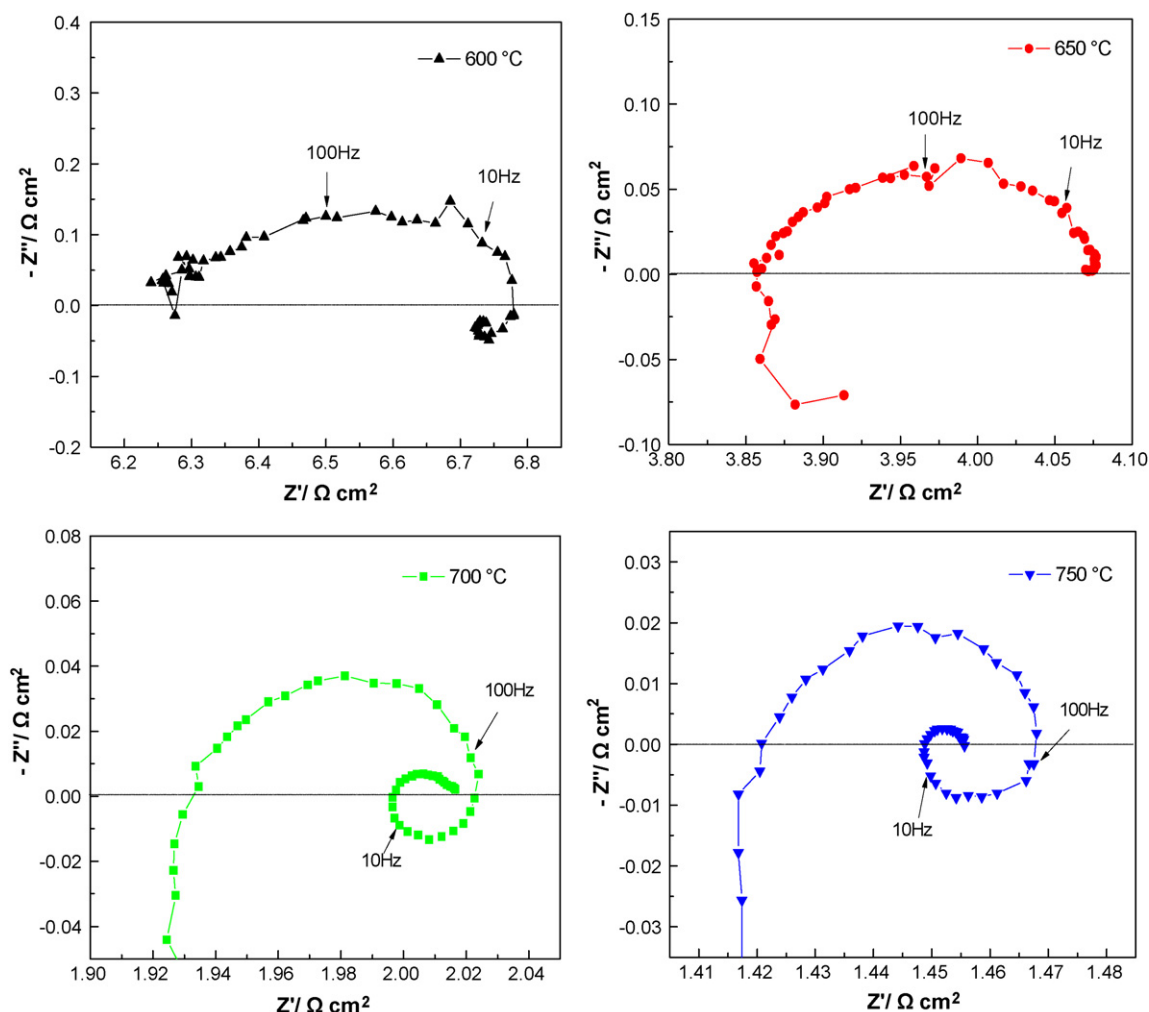 0.4
0.3
0.2
0.1
0.0
-0.1
-0.2
- Z"/ Ω cm²
600 °C
100Hz
10Hz
6.2 6.3 6.4 6.5 6.6 6.7 6.8
Z'/ Ω cm²
0.15
0.10
0.05
0.00
-0.05
-0.10
- Z"/ Ω cm²
650 °C
100Hz
10Hz
3.80 3.85 3.90 3.95 4.00 4.05 4.10
Z'/ Ω cm²
0.08
0.06
0.04
0.02
0.00
-0.02
-0.04
- Z"/ Ω cm²
700 °C
100Hz
10Hz
1.90 1.92 1.94 1.96 1.98 2.00 2.02 2.04
Z'/ Ω cm²
0.03
0.02
0.01
0.00
-0.01
-0.02
-0.03
- Z"/ Ω cm²
750 °C
100Hz
10Hz
1.41 1.42 1.43 1.44 1.45 1.46 1.47 1.48
Z'/ Ω cm²